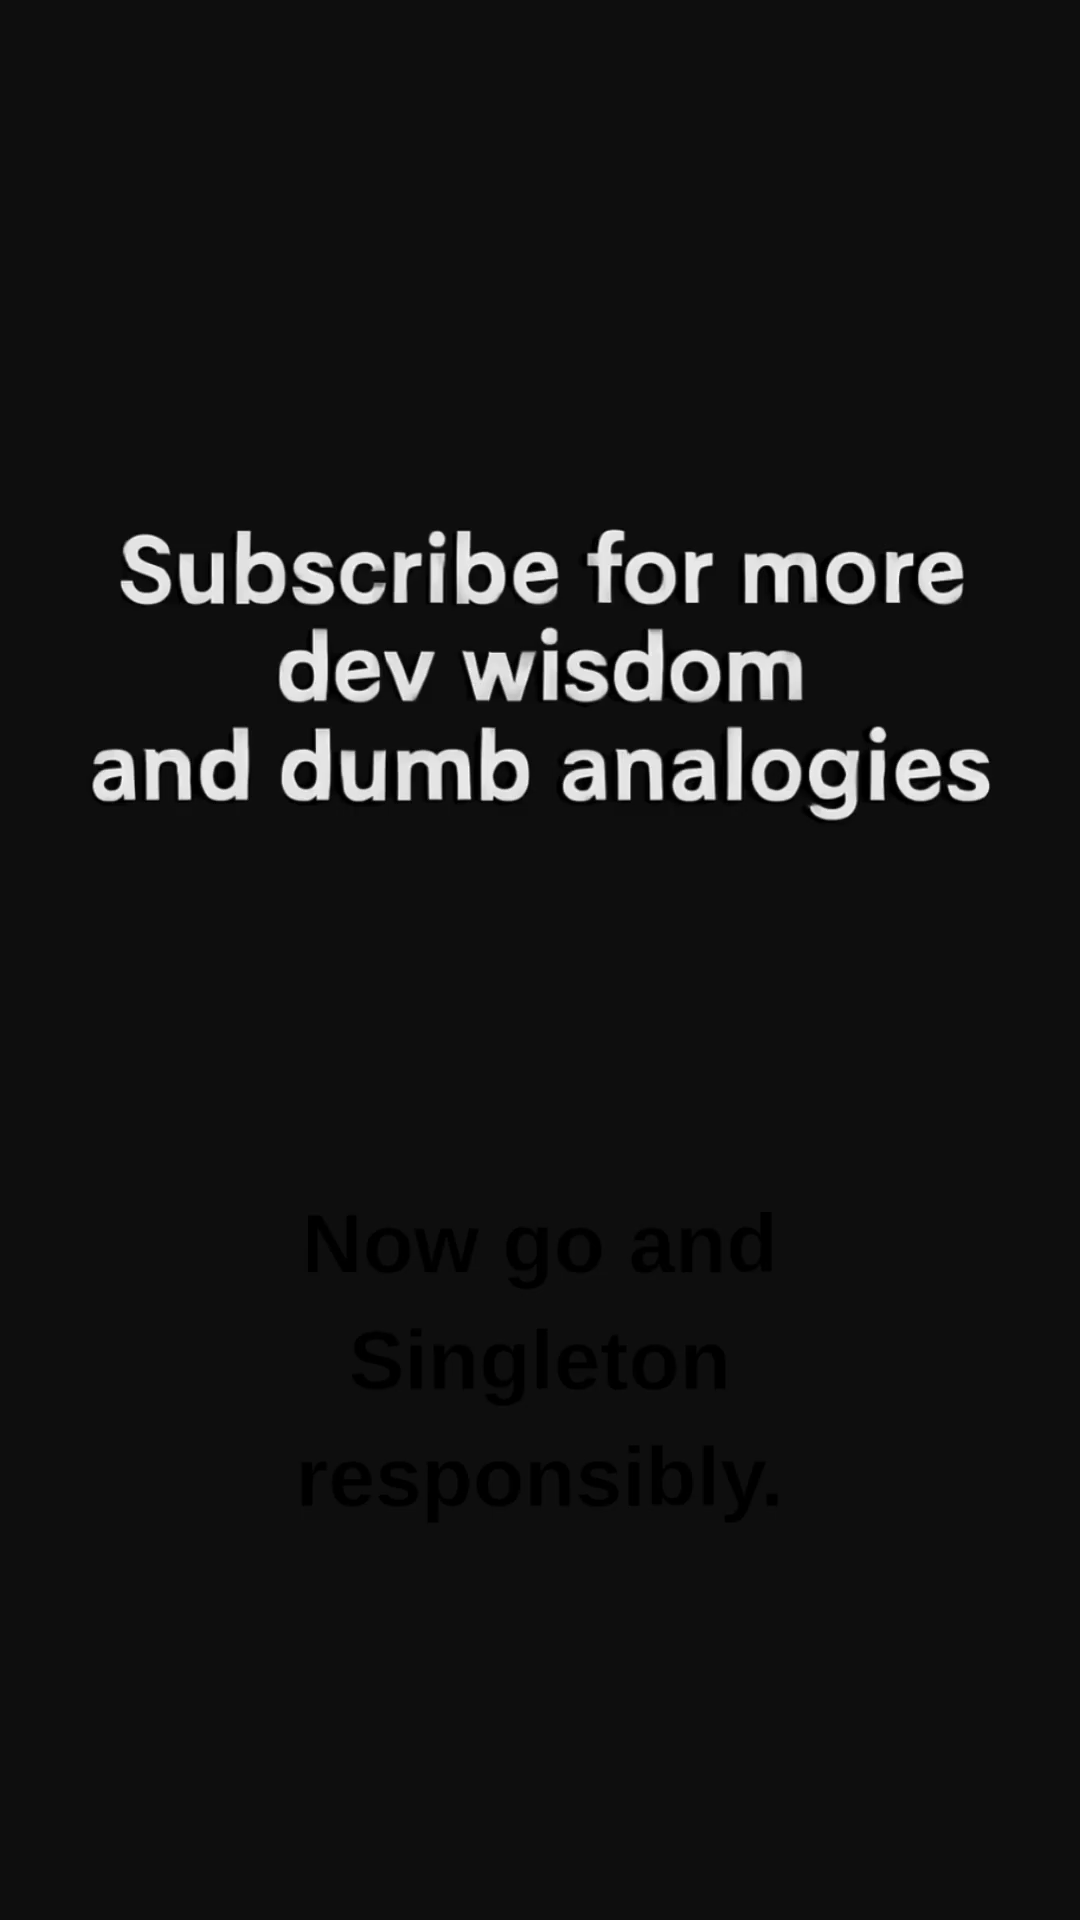 Subscribe for more
dev wisdom
and dumb analogies
Now go and
Singleton
responsibly.